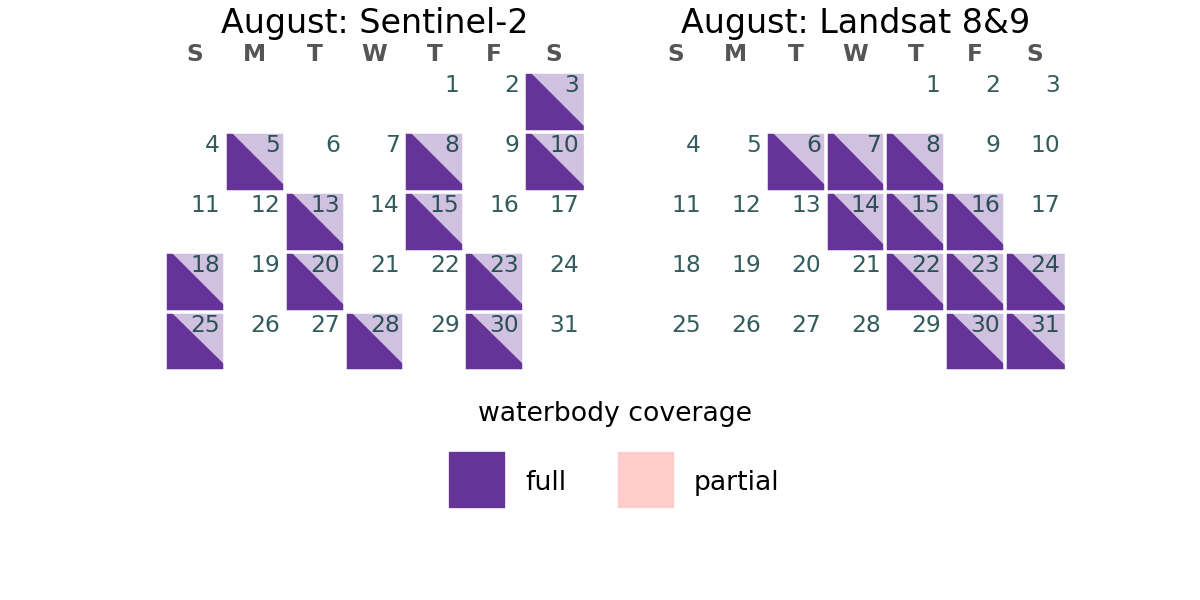 August: Sentinel-2
S M T W T F S
1 2 3
4 5 6 7 8 9 10
11 12 13 14 15 16 17
18 19 20 21 22 23 24
25 26 27 28 29 30 31
August: Landsat 8&9
S M T W T F S
1 2 3
4 5 6 7 8 9 10
11 12 13 14 15 16 17
18 19 20 21 22 23 24
25 26 27 28 29 30 31
waterbody coverage
full partial